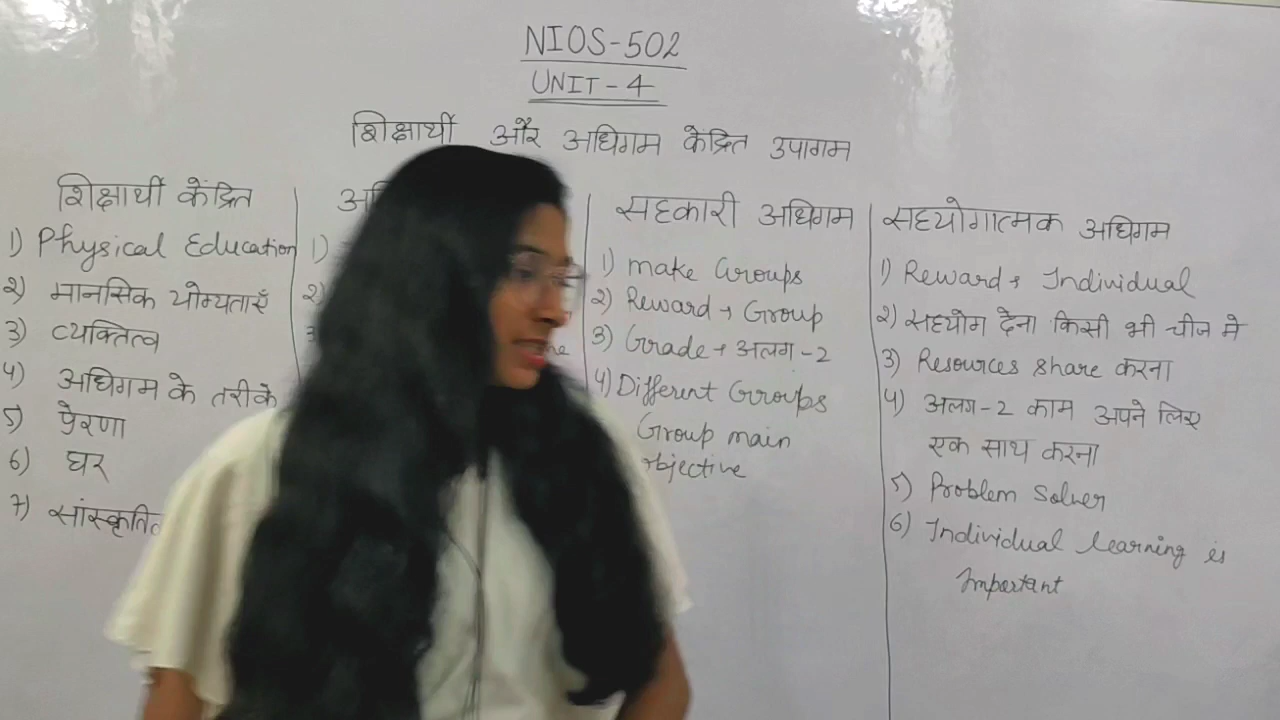 NIOS-502
UNIT-4
शिक्षार्थी और अधिगम केंद्रित उपागम
शिक्षार्थी केंद्रित
1) Physical Education
2) मानसिक योग्यताएँ
3) व्यक्तित्व
4) अधिगम के तरीके
5) प्रेरणा
6) घर
7) सांस्कृति
1)
2)
3
सहकारी अधिगम
1) make Groups
2) Reward → Group
3) Grade → अलग-2
4) Different Groups
Group main
objective
सहयोगात्मक अधिगम
1) Reward → Individual
2) सहयोग देना किसी भी चीज मे
3) Resources share करना
4) अलग-2 काम अपने लिए
एक साथ करना
5) Problem Solver
6) Individual learning is
Important